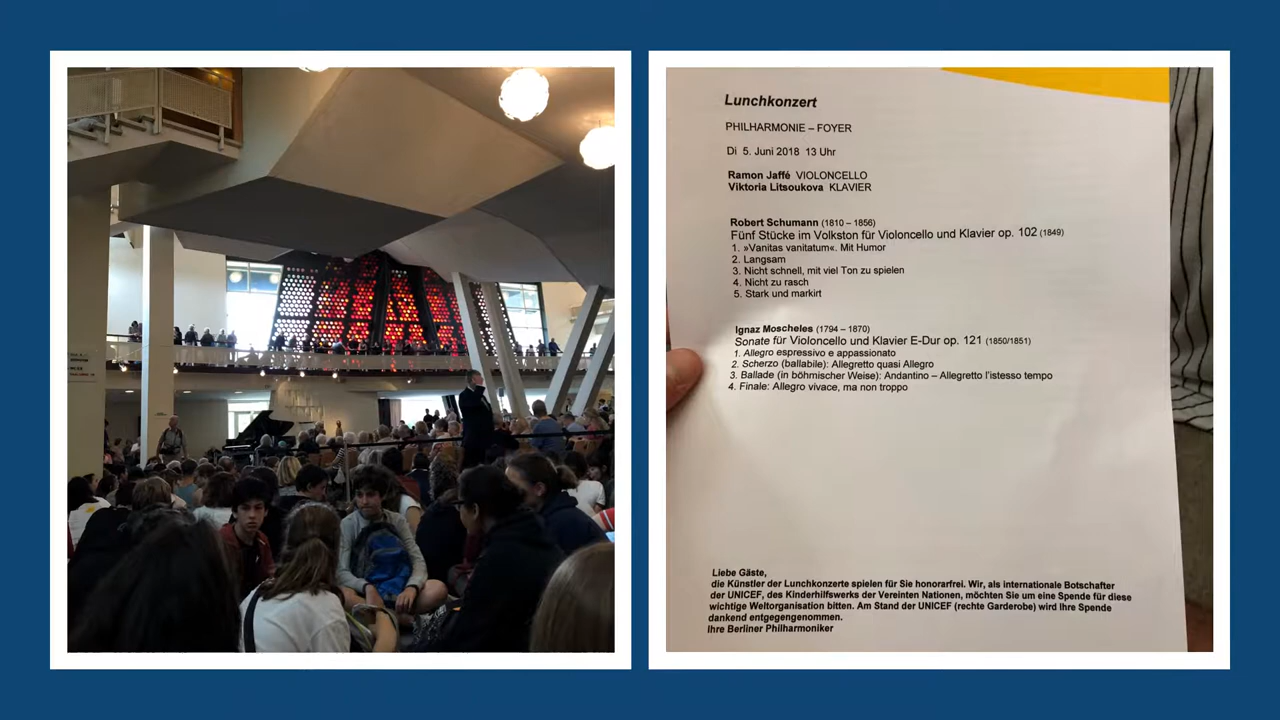 Lunchkonzert
PHILHARMONIE – FOYER
Di 5. Juni 2018 13 Uhr
Ramon Jaffé VIOLONCELLO
Viktoria Litsoukova KLAVIER
Robert Schumann (1810 – 1856)
Fünf Stücke im Volkston für Violoncello und Klavier op. 102 (1849)
1. »Vanitas vanitatum«. Mit Humor
2. Langsam
3. Nicht schnell, mit viel Ton zu spielen
4. Nicht zu rasch
5. Stark und markirt
Ignaz Moscheles (1794 – 1870)
Sonate für Violoncello und Klavier E-Dur op. 121 (1850/1851)
1. Allegro espressivo e appassionato
2. Scherzo (ballabile): Allegretto quasi Allegro
3. Ballade (in böhmischer Weise): Andantino – Allegretto l'istesso tempo
4. Finale: Allegro vivace, ma non troppo
Liebe Gäste,
die Künstler der Lunchkonzerte spielen für Sie honorarfrei. Wir, als internationale Botschafter
der UNICEF, des Kinderhilfswerks der Vereinten Nationen, möchten Sie um eine Spende für diese
wichtige Weltorganisation bitten. Am Stand der UNICEF (rechte Garderobe) wird Ihre Spende
dankend entgegengenommen.
Ihre Berliner Philharmoniker